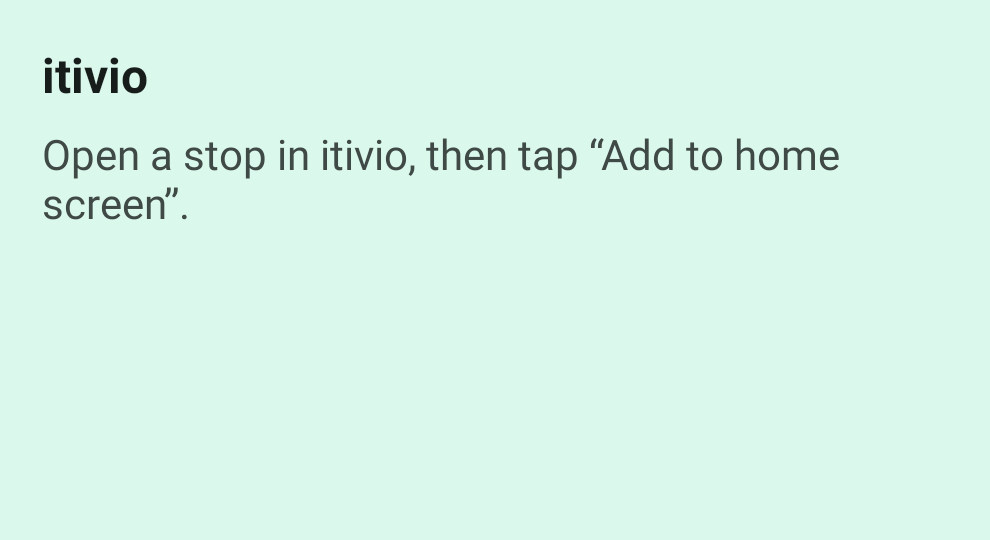 itivio
Open a stop in itivio, then tap “Add to home
screen”.